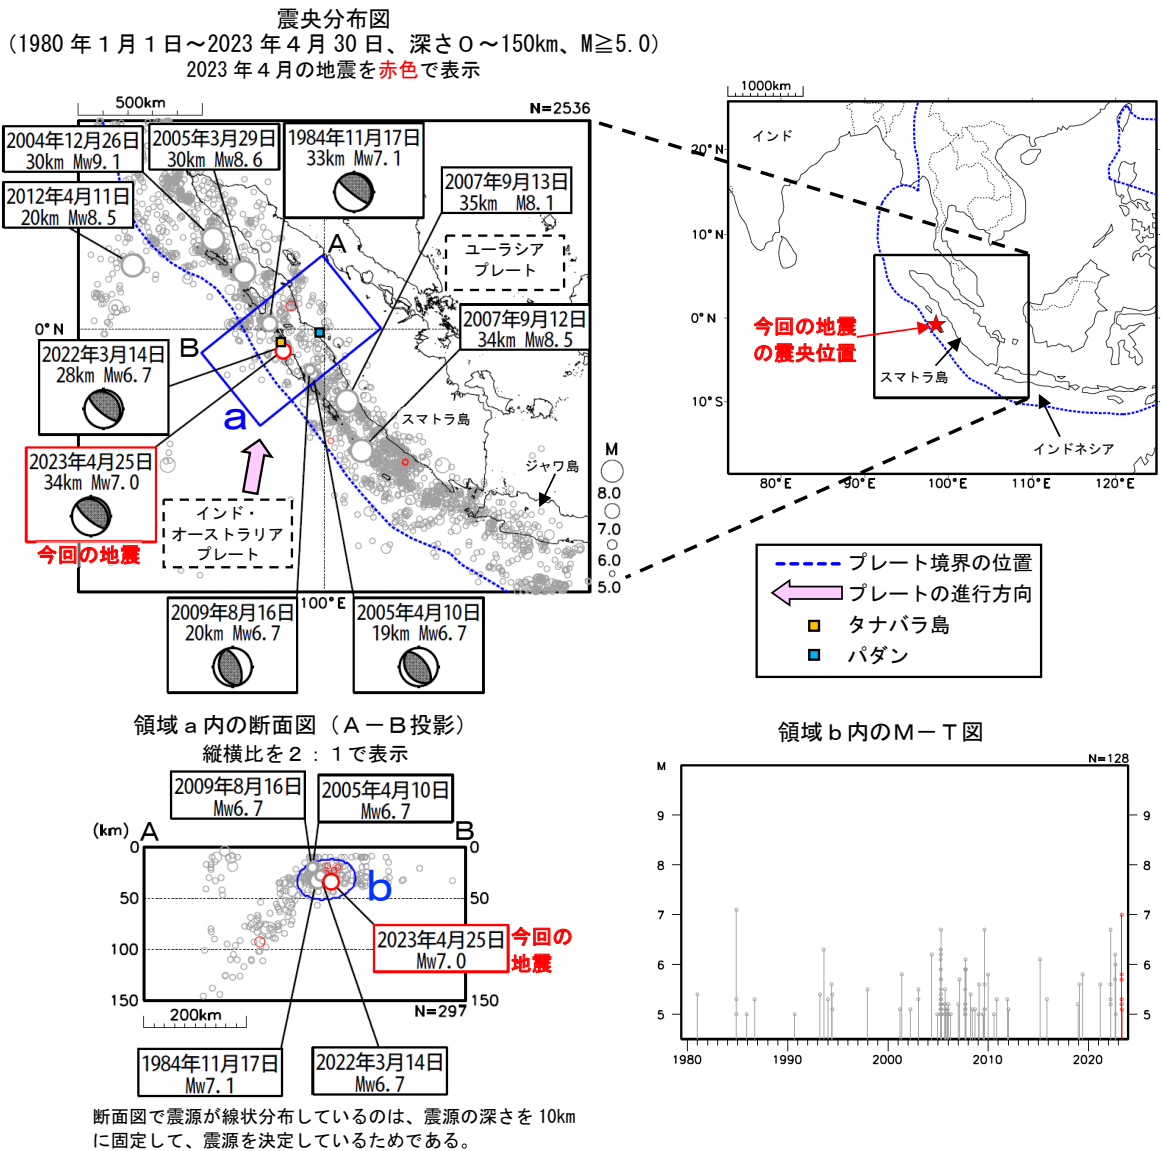 震央分布図
(1980年1月1日~2023年4月30日、深さ0~150km、M≧5.0)
2023年4月の地震を赤色で表示
500km
N=2536
2004年12月26日
30km Mw9.1
2005年3月29日
30km Mw8.6
1984年11月17日
33km Mw7.1
2012年4月11日
20km Mw8.5
2007年9月13日
35km M8.1
A
ユーラシア
プレート
0°N
B
2007年9月12日
34km Mw8.5
2022年3月14日
28km Mw6.7
a
スマトラ島
2023年4月25日
34km Mw7.0
今回の地震
ジャワ島
インド・
オーストラリア
プレート
M
8.0
7.0
6.0
5.0
100°E
2009年8月16日
20km Mw6.7
2005年4月10日
19km Mw6.7
1000km
インド
20°N
10°N
0°N
10°S
今回の地震
の震央位置
スマトラ島
インドネシア
80°E
90°E
100°E
110°E
120°E
プレート境界の位置
プレートの進行方向
タナバラ島
パダン
領域a内の断面図(A-B投影)
縦横比を2:1で表示
2009年8月16日
Mw6.7
2005年4月10日
Mw6.7
(km)
A
B
0
50
100
150
0
50
150
b
2023年4月25日
Mw7.0
今回の
地震
N=297
200km
1984年11月17日
Mw7.1
2022年3月14日
Mw6.7
断面図で震源が線状分布しているのは、震源の深さを10km
に固定して、震源を決定しているためである。
領域b内のM-T図
M
N=128
9
8
7
6
5
9
8
7
6
5
1980
1990
2000
2010
2020